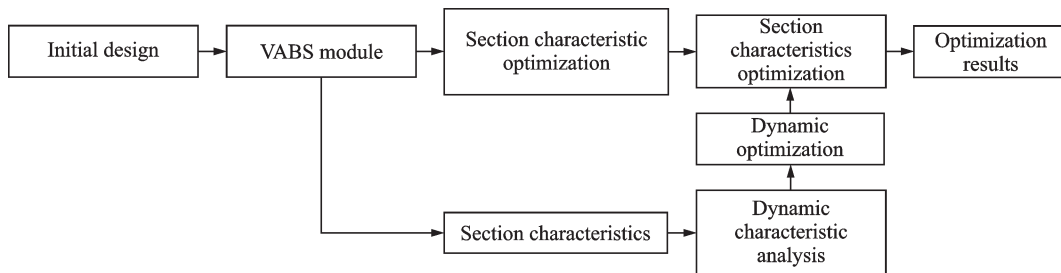 Initial design
VABS module
Section characteristic
optimization
Section
characteristics
optimization
Optimization
results
Dynamic
optimization
Section characteristics
Dynamic
characteristic
analysis